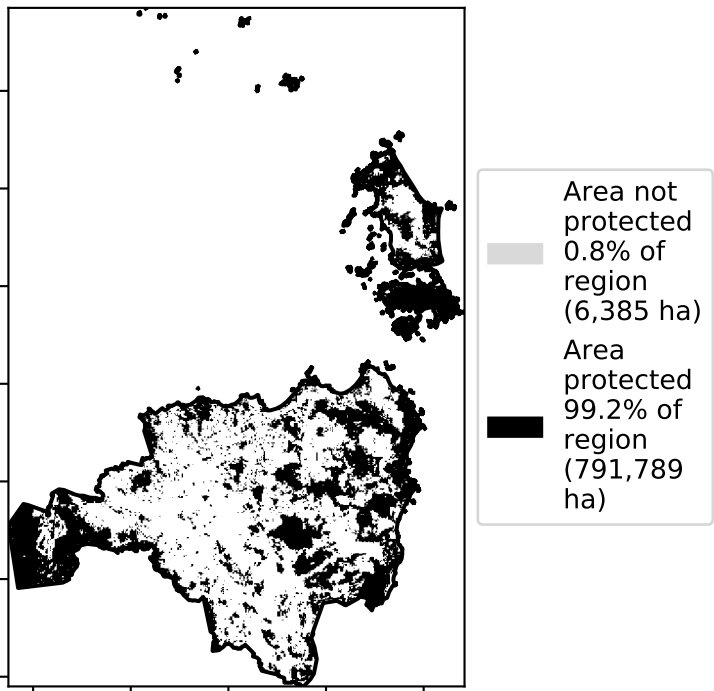 Area not
protected
0.8% of
region
(6,385 ha)
Area
protected
99.2% of
region
(791,789
ha)